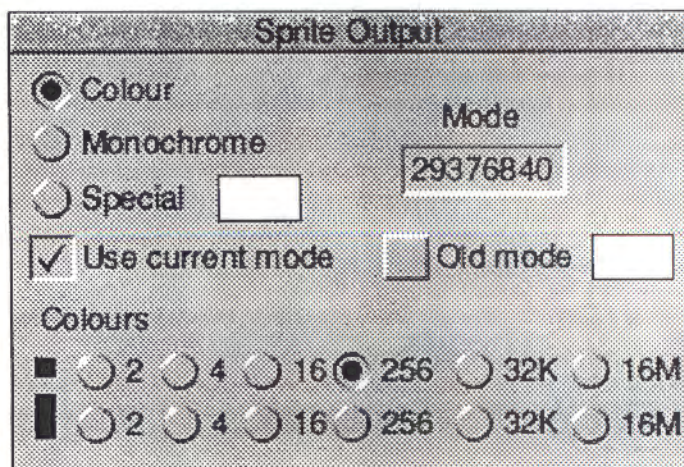 Sprite Output
Colour
Mode
Monochrome
29376840
Special
Use current mode Old mode
Colours
2 4 16 256 32K 16M
2 4 16 256 32K 16M